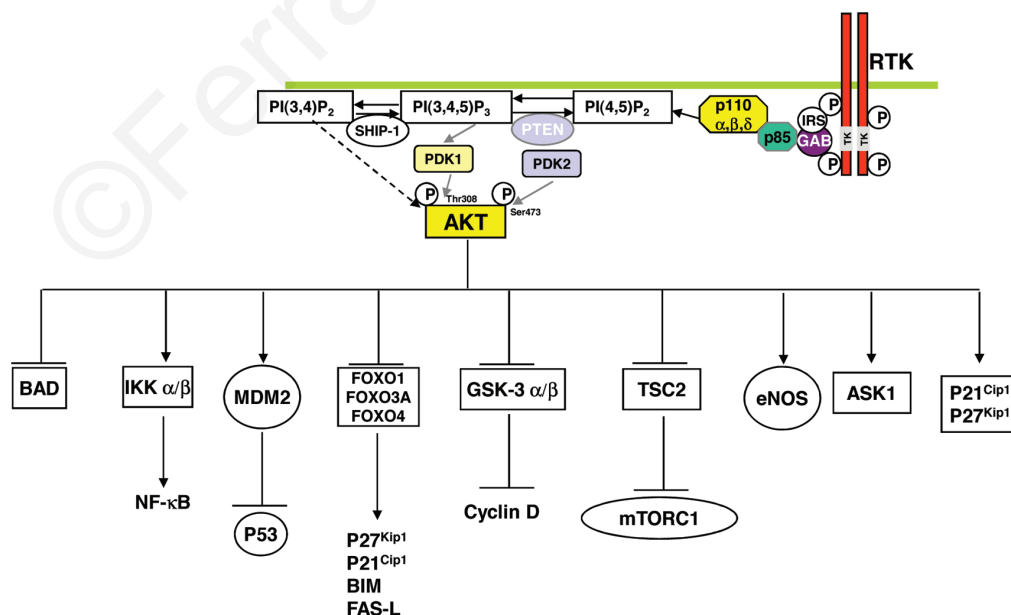 ©Ferra
RTK
PI(3,4)P2
PI(3,4,5)P3
PI(4,5)P2
p110
α,β,δ
p85
IRS
GAB
P
P
P
P
TK
TK
SHIP-1
PTEN
PDK1
PDK2
P
P
Thr308
Ser473
AKT
BAD
IKK α/β
MDM2
FOXO1
FOXO3A
FOXO4
GSK-3 α/β
TSC2
eNOS
ASK1
P21Cip1
P27Kip1
NF-κB
P53
P27Kip1
P21Cip1
BIM
FAS-L
Cyclin D
mTORC1